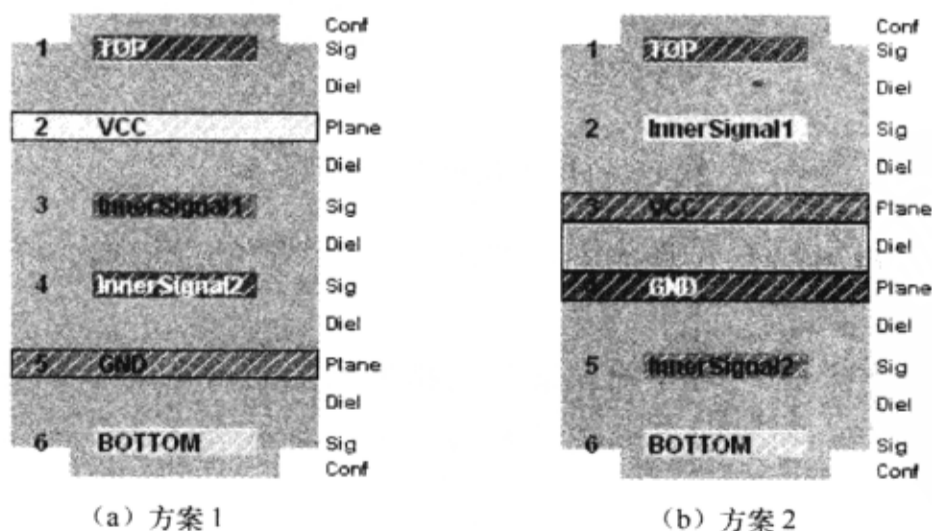 Conf
1 TOP Sig
Diel
2 VCC Plane
Diel
3 InnerSignal1 Sig
Diel
4 InnerSignal2 Sig
Diel
5 GND Plane
Diel
6 BOTTOM Sig
Conf
(a) 方案 1
Conf
1 TOP Sig
Diel
2 InnerSignal1 Sig
Diel
3 VCC Plane
Diel
GND Plane
Diel
5 InnerSignal2 Sig
Diel
6 BOTTOM Sig
Conf
(b) 方案 2